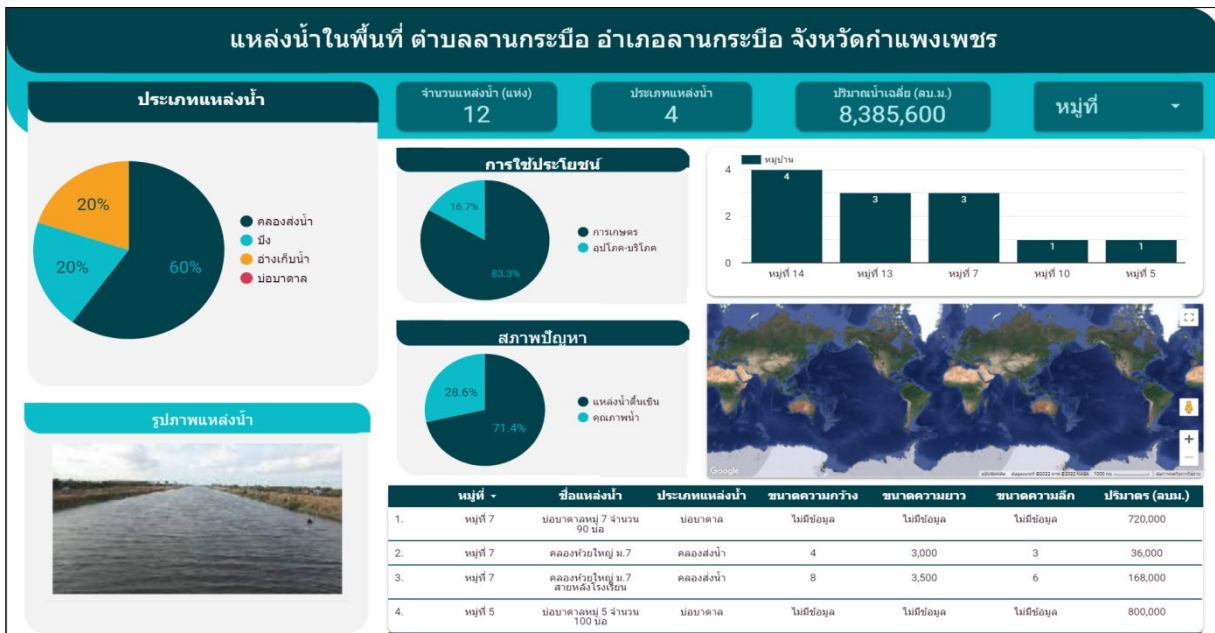 แหล่งน้ำในพื้นที่ ตำบลลานกระบือ อำเภอลานกระบือ จังหวัดกำแพงเพชร
ประเภทแหล่งน้ำ
จำนวนแหล่งน้ำ (แห่ง)
12
ประเภทแหล่งน้ำ
4
ปริมาณน้ำเฉลี่ย (ลบ.ม.)
8,385,600
หมู่ที่
20%
20%
60%
คลองส่งน้ำ
บึง
อ่างเก็บน้ำ
บ่อบาดาล
การใช้ประโยชน์
16.7%
83.3%
การเกษตร
อุปโภค-บริโภค
หมู่บ้าน
4
2
0
4
3
3
1
1
หมู่ที่ 14
หมู่ที่ 13
หมู่ที่ 7
หมู่ที่ 10
หมู่ที่ 5
สภาพปัญหา
28.6%
71.4%
แหล่งน้ำตื้นเขิน
คุณภาพน้ำ
Google
รูปภาพแหล่งน้ำ
หมู่ที่ ชื่อแหล่งน้ำ ประเภทแหล่งน้ำ ขนาดความกว้าง ขนาดความยาว ขนาดความลึก ปริมาตร (ลบม.)
1. หมู่ที่ 7 บ่อบาดาลหมู่ 7 จำนวน บ่อบาดาล ไม่มีข้อมูล ไม่มีข้อมูล ไม่มีข้อมูล 720,000
90 บ่อ
2. หมู่ที่ 7 คลองห้วยใหญ่ ม.7 คลองส่งน้ำ 4 3,000 3 36,000
3. หมู่ที่ 7 คลองห้วยใหญ่ ม.7 คลองส่งน้ำ 8 3,500 6 168,000
สายหลังโรงเรียน
4. หมู่ที่ 5 บ่อบาดาลหมู่ 5 จำนวน บ่อบาดาล ไม่มีข้อมูล ไม่มีข้อมูล ไม่มีข้อมูล 800,000
100 บ่อ